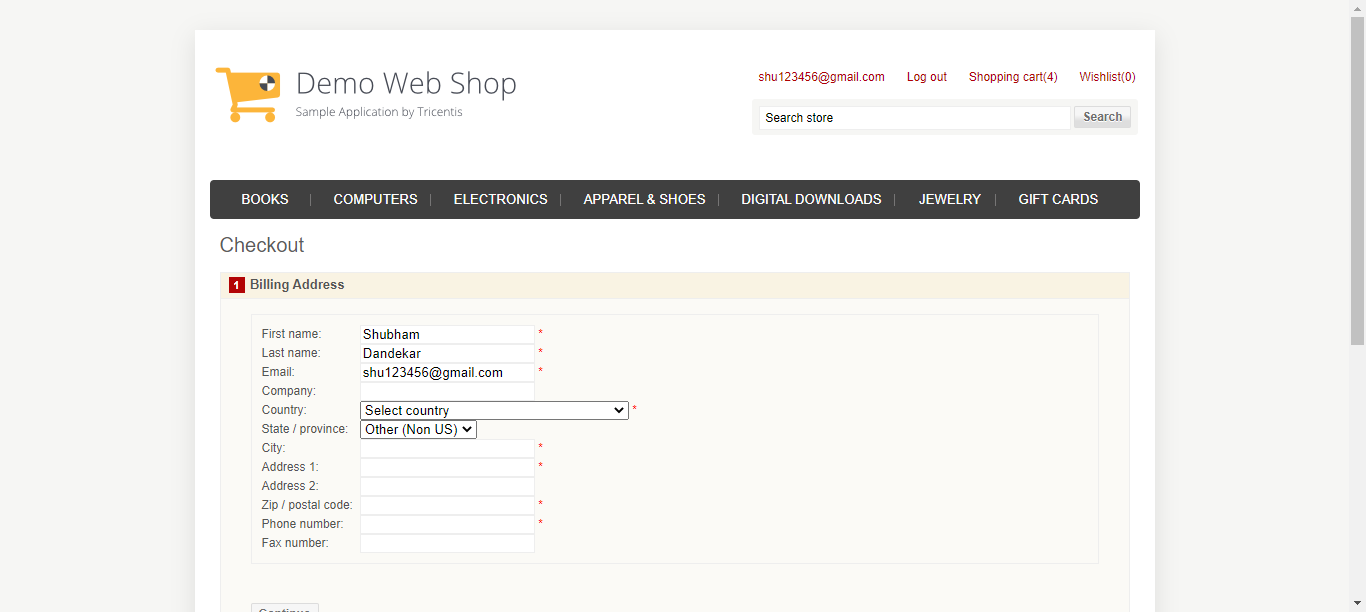 Demo Web Shop
Sample Application by Tricentis
shu123456@gmail.com Log out Shopping cart(4) Wishlist(0)
Search store Search
BOOKS COMPUTERS ELECTRONICS APPAREL & SHOES DIGITAL DOWNLOADS JEWELRY GIFT CARDS
Checkout
1 Billing Address
First name: Shubham *
Last name: Dandekar *
Email: shu123456@gmail.com *
Company:
Country: Select country *
State / province: Other (Non US)
City: *
Address 1: *
Address 2:
Zip / postal code: *
Phone number: *
Fax number:
Continue